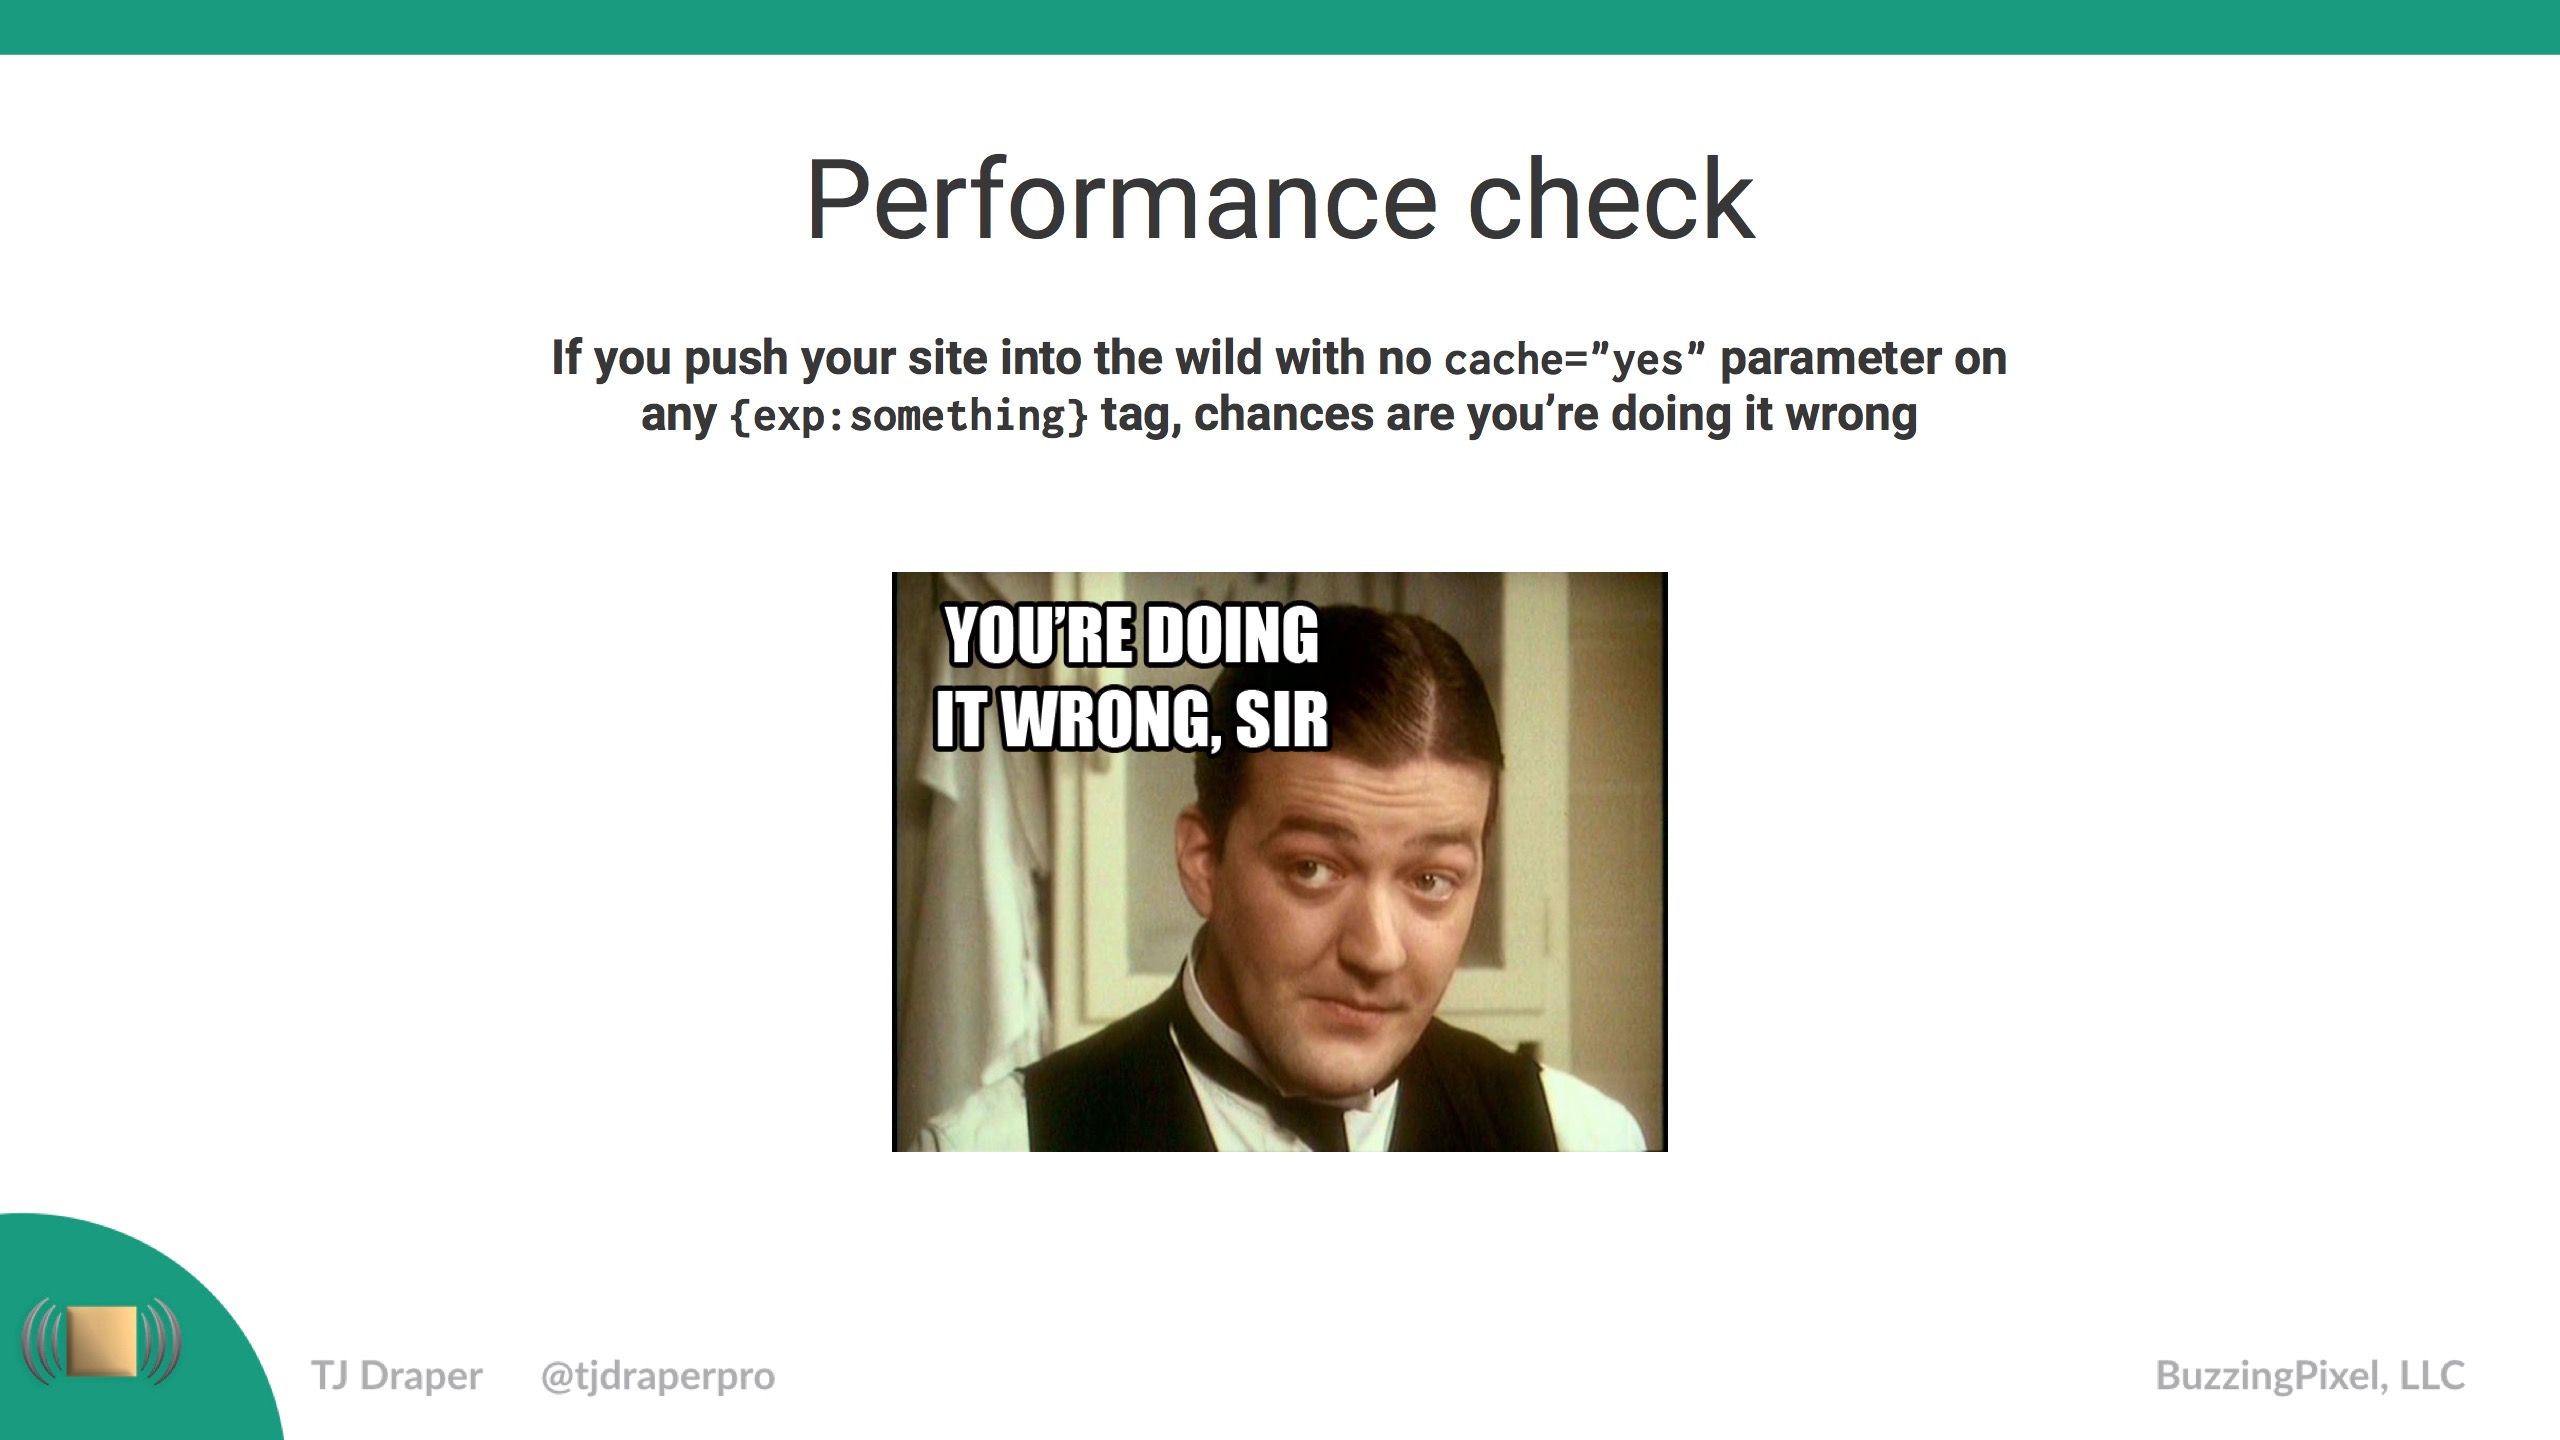 Performance check
If you push your site into the wild with no cache=”yes” parameter on
any {exp:something} tag, chances are you’re doing it wrong
YOU’RE DOING
IT WRONG, SIR
TJ Draper @tjdraperpro
BuzzingPixel, LLC